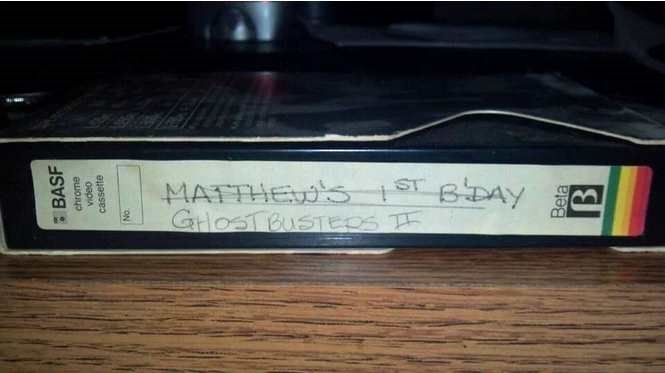 BASF
chrome
video
cassette
No.
MATTHEW'S 1ST B'DAY
GHOSTBUSTERS II
Beta
β